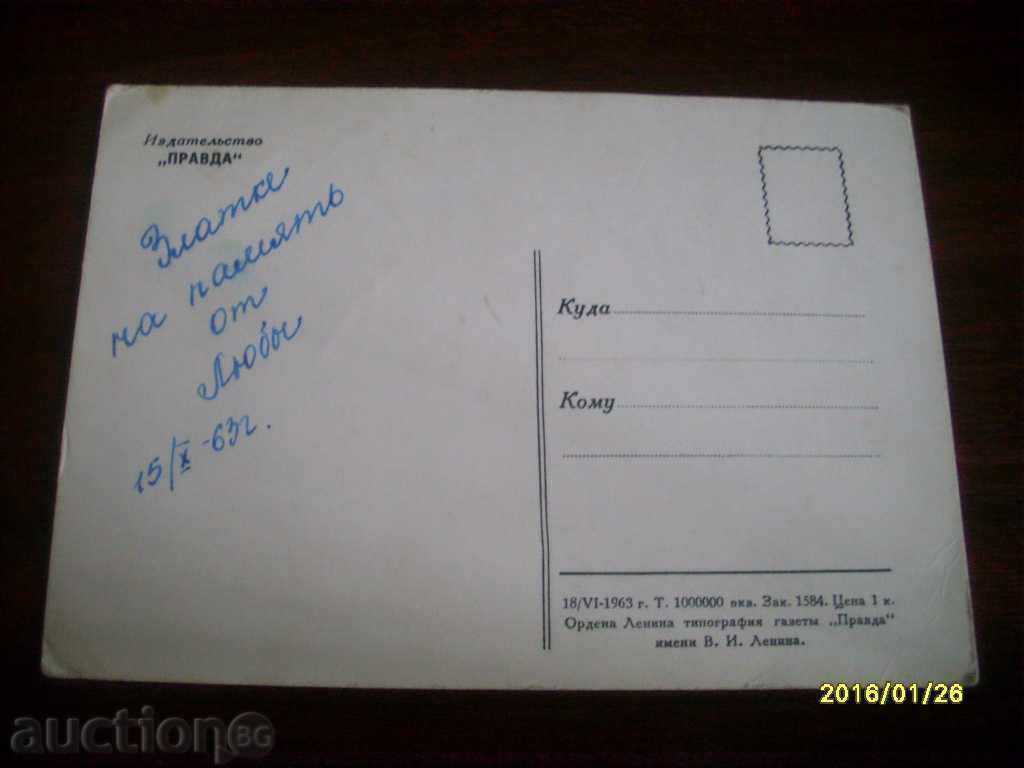 Издательство
„ПРАВДА“
Златке
на память
от
Любы
15/X-63г.
Куда
Кому
18/VI-1963 г. Т. 1000000 экз. Зак. 1584. Цена 1 к.
Ордена Ленина типография газеты „Правда“
имени В. И. Ленина.
2016/01/26
auction BG